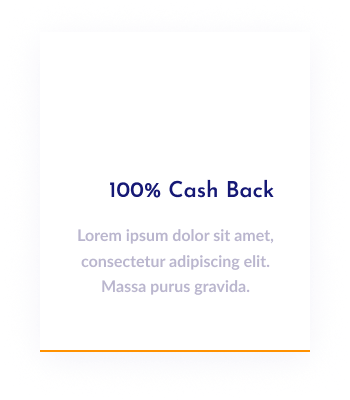 100% Cash Back
Lorem ipsum dolor sit amet,
consectetur adipiscing elit.
Massa purus gravida.